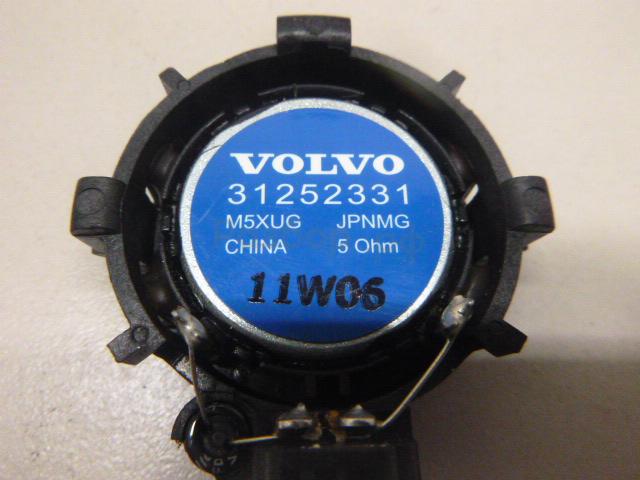 VOLVO
31252331
M5XUG JPNMG
CHINA 5 Ohm
11W06